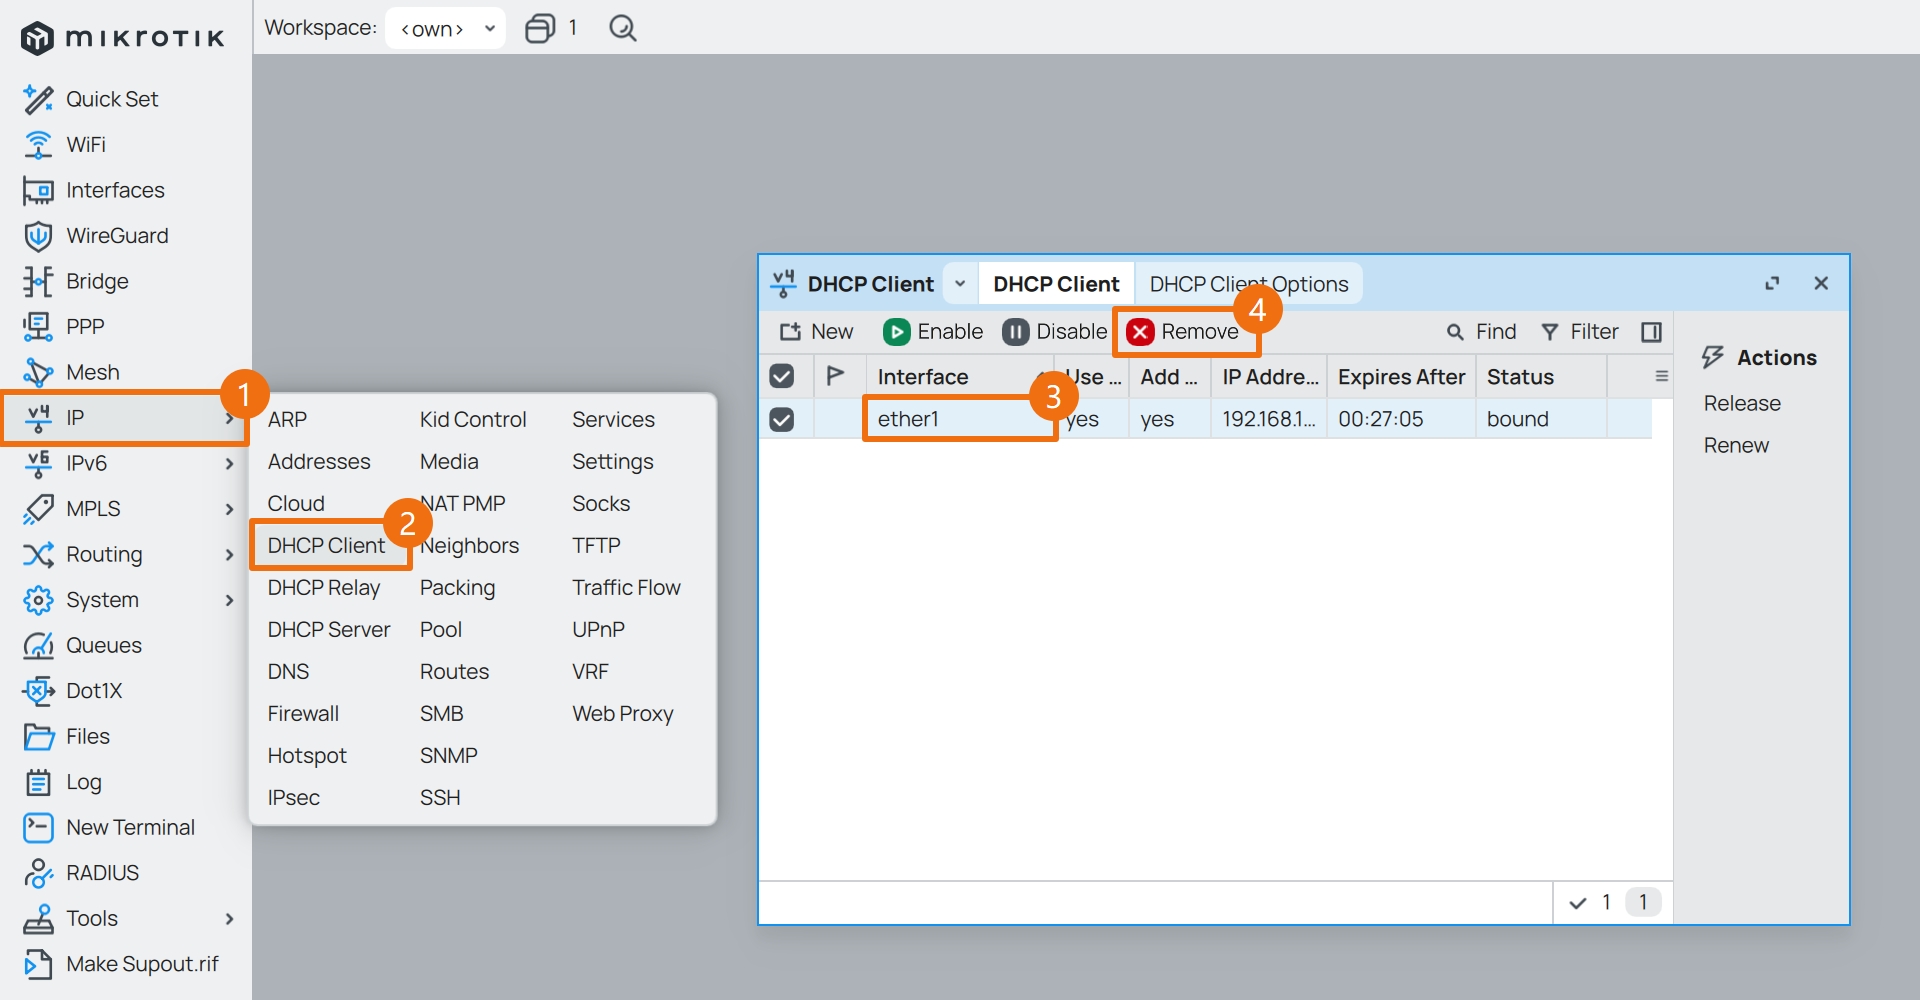 mikrotik
Workspace: <own> 1
Quick Set
WiFi
Interfaces
WireGuard
Bridge
PPP
Mesh
IP
1
IPv6
MPLS
Routing
System
Queues
Dot1X
Files
Log
New Terminal
RADIUS
Tools
Make Supout.rif
ARP
Addresses
Cloud
DHCP Client
2
DHCP Relay
DHCP Server
DNS
Firewall
Hotspot
IPsec
Kid Control
Media
NAT PMP
Neighbors
Packing
Pool
Routes
SMB
SNMP
SSH
Services
Settings
Socks
TFTP
Traffic Flow
UPnP
VRF
Web Proxy
v4 DHCP Client DHCP Client DHCP Client Options
New Enable Disable Remove 4 Find Filter
Interface Use ... Add ... IP Addre... Expires After Status
ether1 3 yes yes 192.168.1... 00:27:05 bound
1 1
Actions
Release
Renew